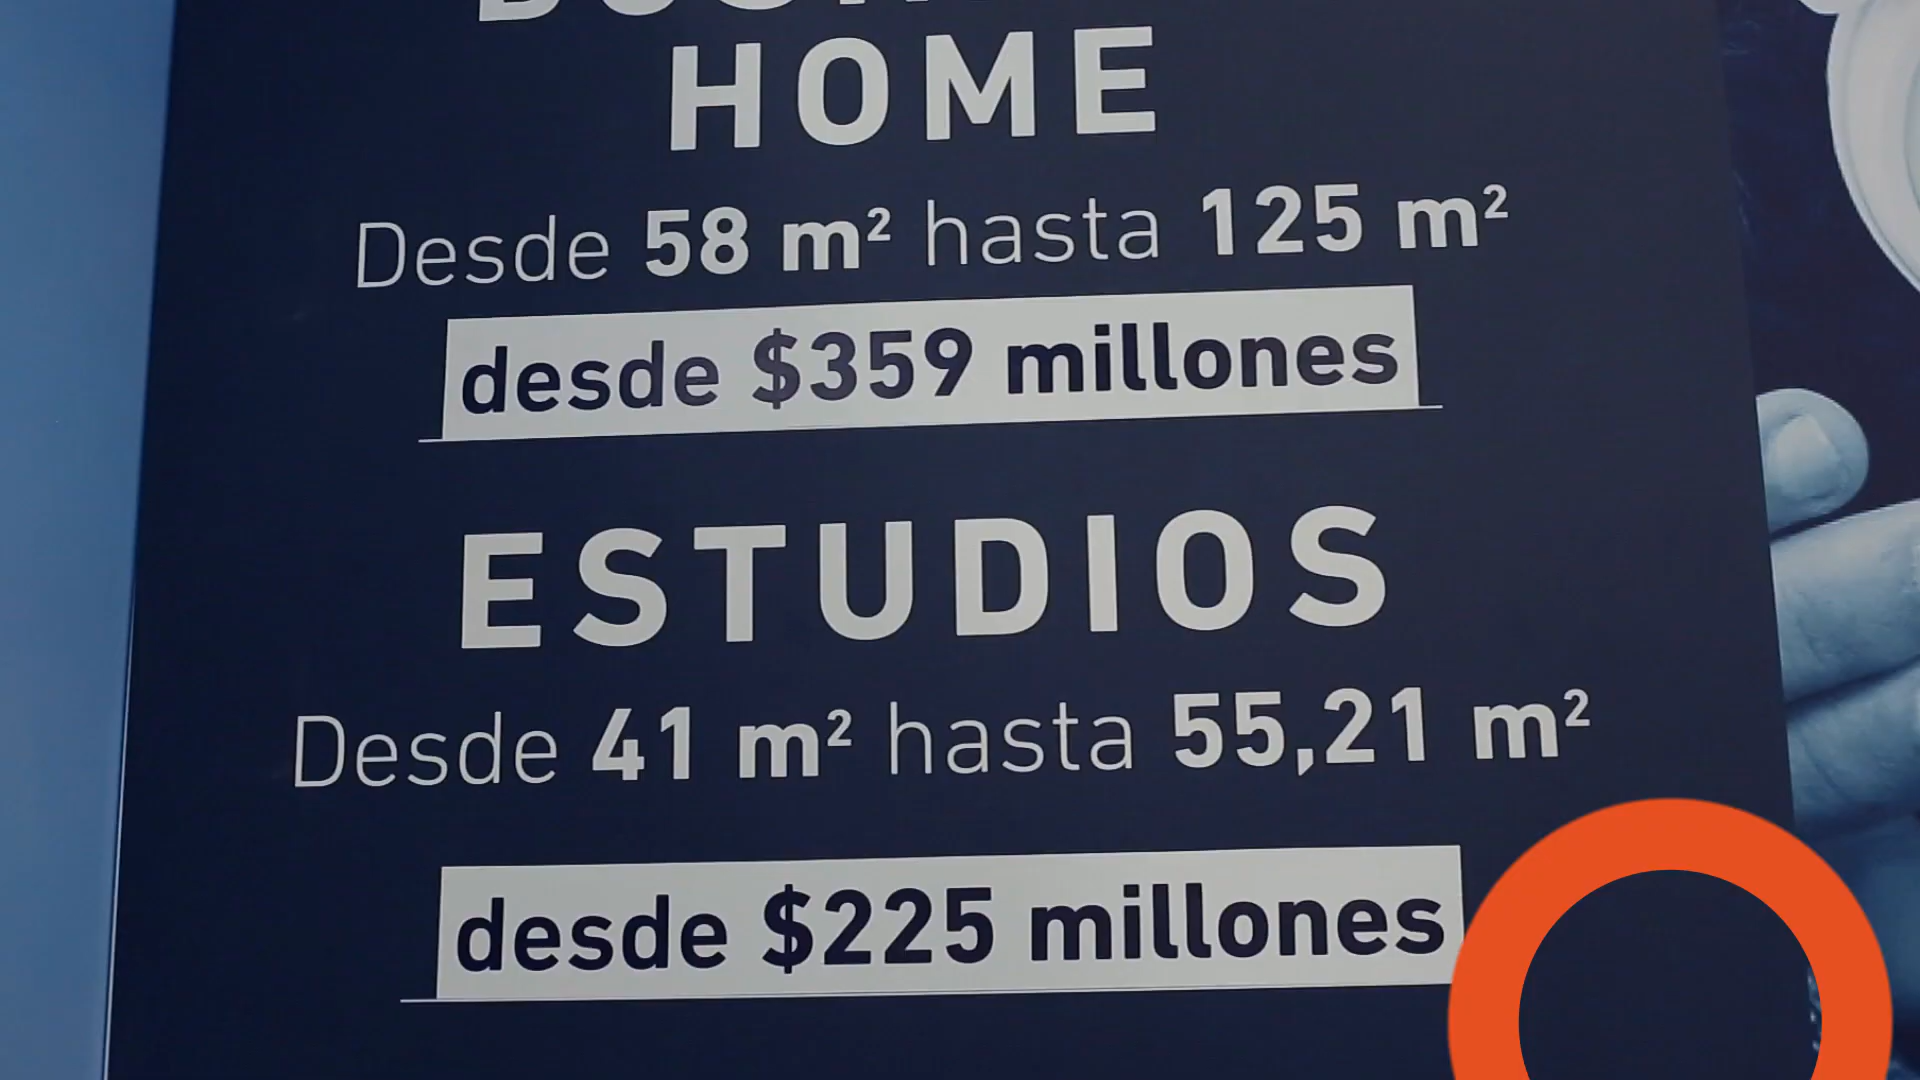 HOME
Desde 58 m² hasta 125 m²
desde $359 millones
ESTUDIOS
Desde 41 m² hasta 55,21 m²
desde $225 millones